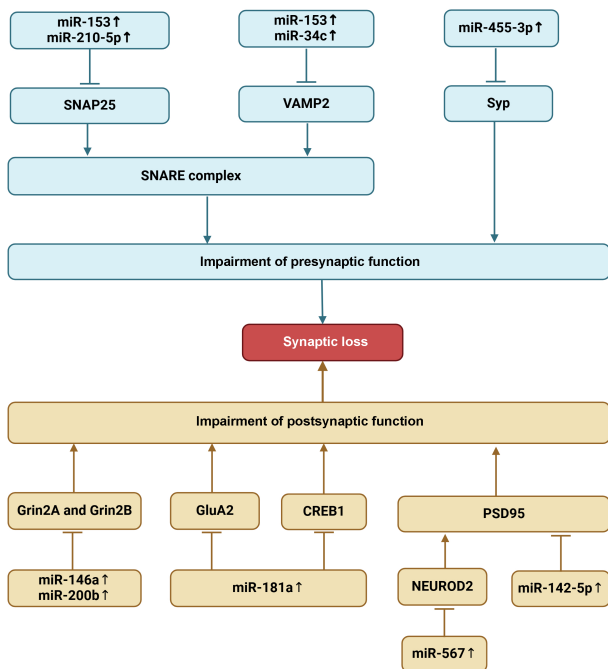 miR-153↑
miR-210-5p↑
miR-153↑
miR-34c↑
miR-455-3p↑
SNAP25
VAMP2
Syp
SNARE complex
Impairment of presynaptic function
Synaptic loss
Impairment of postsynaptic function
Grin2A and Grin2B
GluA2
CREB1
PSD95
miR-146a↑
miR-200b↑
miR-181a↑
NEUROD2
miR-142-5p↑
miR-567↑